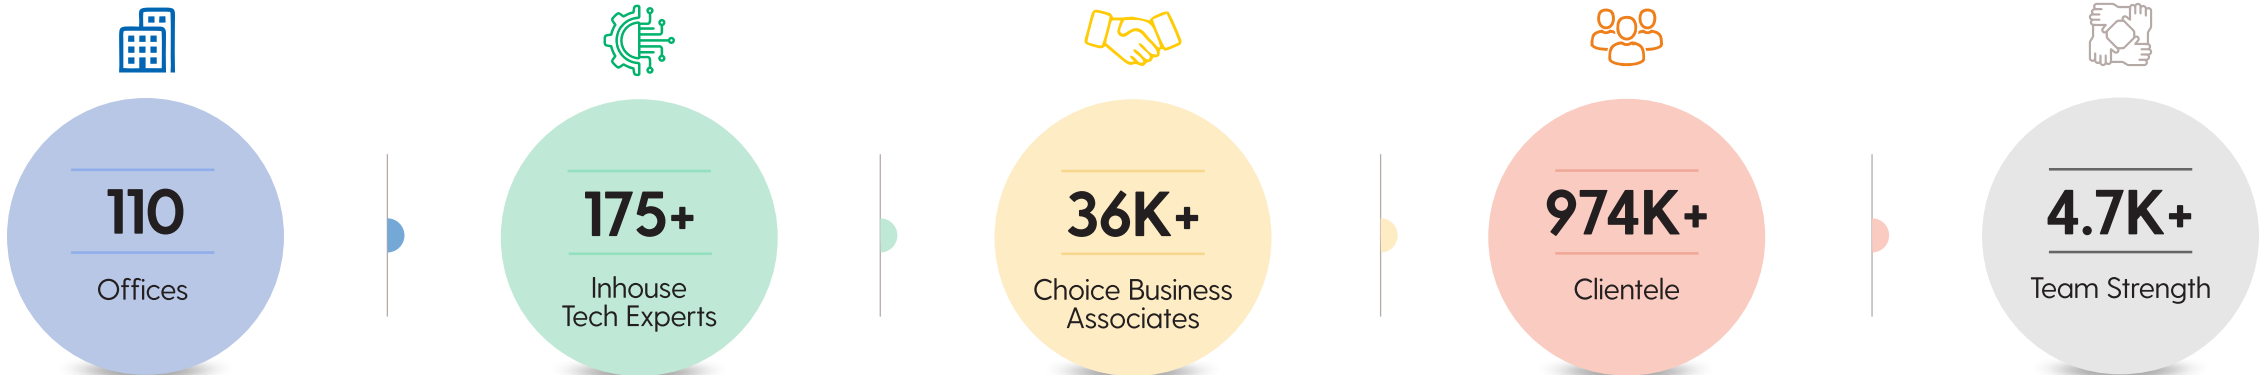 110
Offices
175+
Inhouse
Tech Experts
36K+
Choice Business
Associates
974K+
Clientele
4.7K+
Team Strength